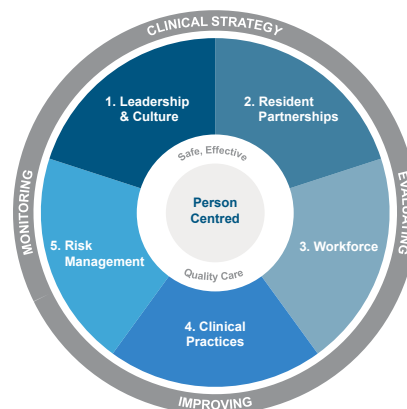 CLINICAL STRATEGY
1. Leadership
& Culture
2. Resident
Partnerships
Safe, Effective
Person
Centred
MONITORING
EVALUATING
5. Risk
Management
3. Workforce
Quality Care
4. Clinical
Practices
IMPROVING